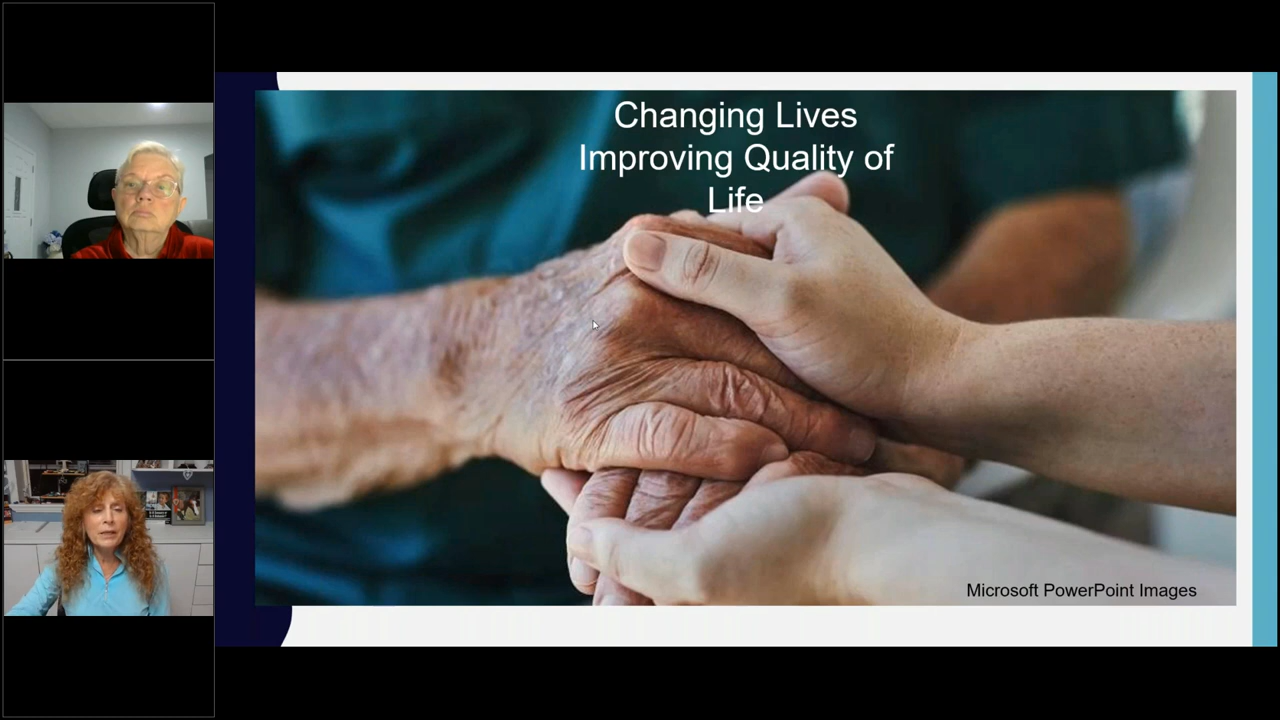 Changing Lives
Improving Quality of
Life
Microsoft PowerPoint Images